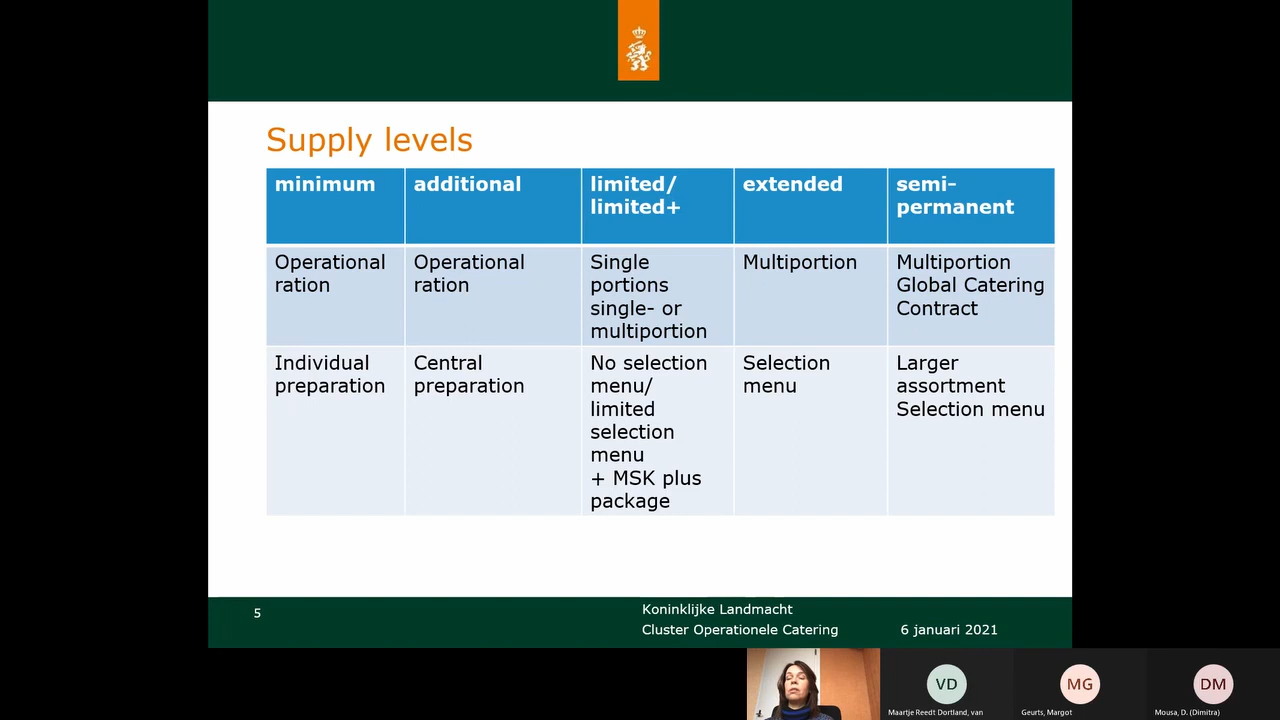 Supply levels
minimum
additional
limited/
limited+
extended
semi-
permanent
Operational
ration
Operational
ration
Single
portions
single- or
multiportion
Multiportion
Multiportion
Global Catering
Contract
Individual
preparation
Central
preparation
No selection
menu/
limited
selection
menu
+ MSK plus
package
Selection
menu
Larger
assortment
Selection menu
5
Koninklijke Landmacht
Cluster Operationele Catering
6 januari 2021
VD
MG
DM
Maartje Reedt Dortland, van
Geurts, Margot
Mousa, D. (Dimitra)